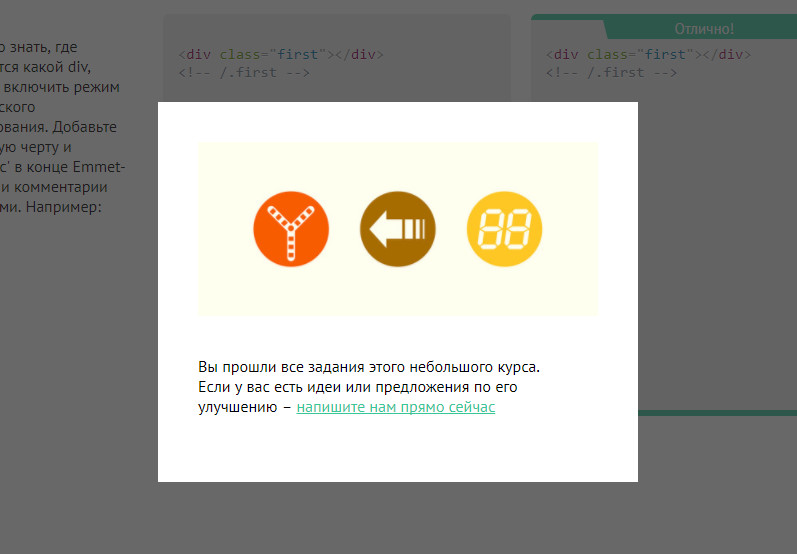 о знать, где
тся какой div,
включить режим
ского
ования. Добавьте
ую черту и
с' в конце Emmet-
и комментарии
ми. Например:
<div class="first"></div>
<!-- /.first -->
Отлично!
<div class="first"></div>
<!-- /.first -->
88
Вы прошли все задания этого небольшого курса.
Если у вас есть идеи или предложения по его
улучшению – напишите нам прямо сейчас